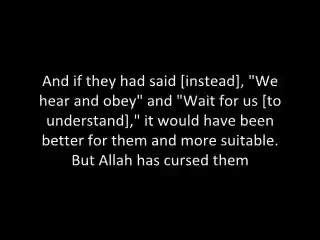 And if they had said [instead], "We
hear and obey" and "Wait for us [to
understand]," it would have been
better for them and more suitable.
But Allah has cursed them